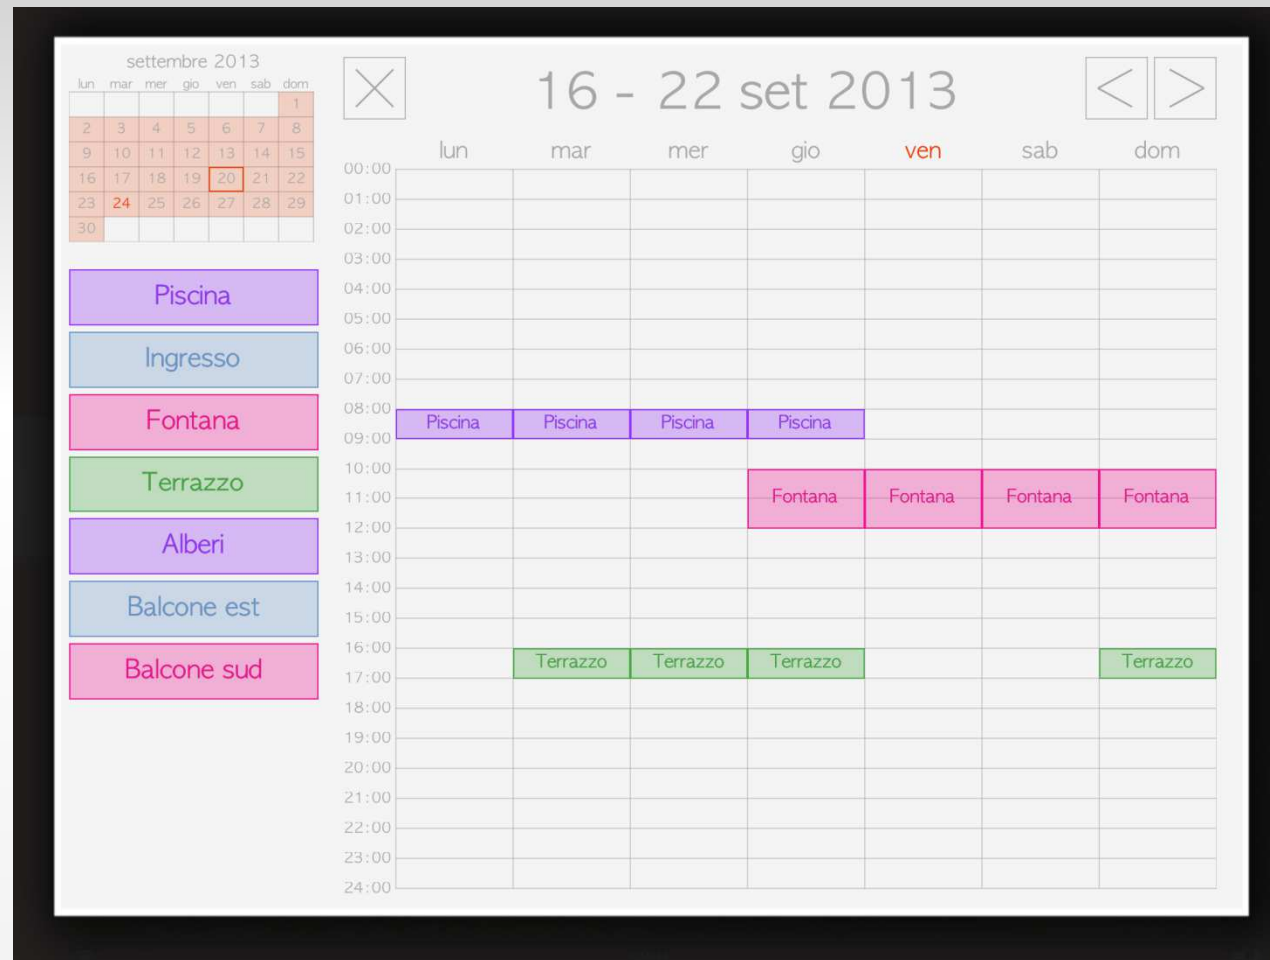 settembre 2013
lun mar mer gio ven sab dom
1
2 3 4 5 6 7 8
9 10 11 12 13 14 15
16 17 18 19 20 21 22
23 24 25 26 27 28 29
30
Piscina
Ingresso
Fontana
Terrazzo
Alberi
Balcone est
Balcone sud
16 - 22 set 2013
< >
lun mar mer gio ven sab dom
00:00
01:00
02:00
03:00
04:00
05:00
06:00
07:00
08:00
Piscina Piscina Piscina Piscina
09:00
10:00
11:00 Fontana Fontana Fontana Fontana
12:00
13:00
14:00
15:00
16:00
Terrazzo Terrazzo Terrazzo Terrazzo
17:00
18:00
19:00
20:00
21:00
22:00
23:00
24:00